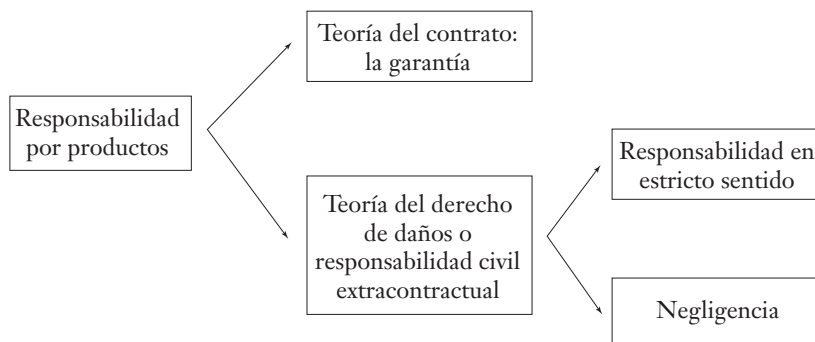 Responsabilidad
por productos
Teoría del contrato:
la garantía
Teoría del derecho
de daños o
responsabilidad civil
extracontractual
Responsabilidad en
estricto sentido
Negligencia